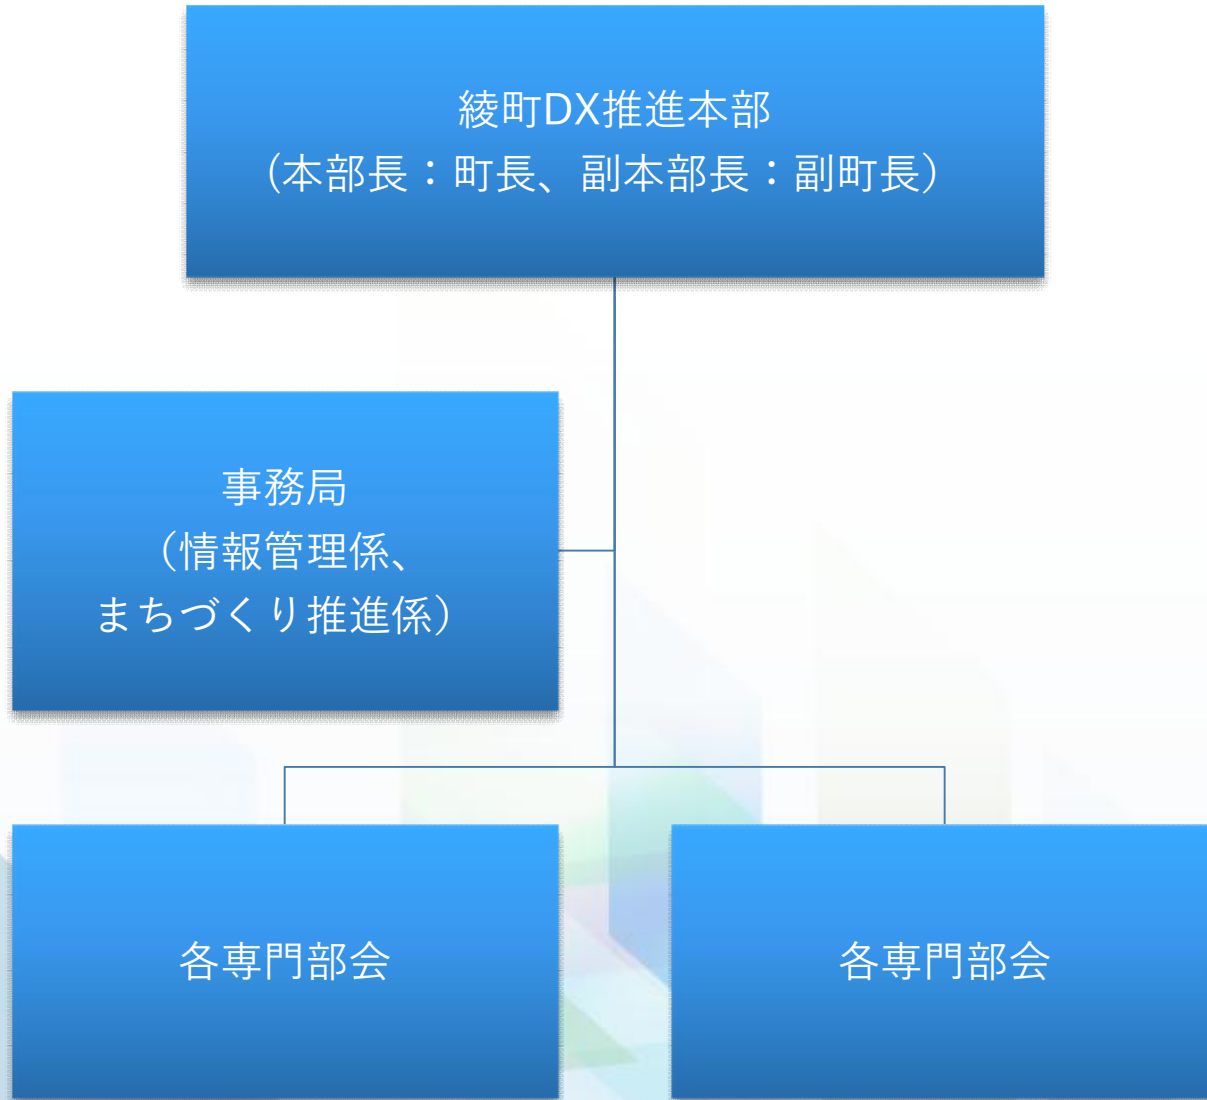 綾町DX推進本部
（本部長：町長、副本部長：副町長）
事務局
（情報管理係、
まちづくり推進係）
各専門部会
各専門部会